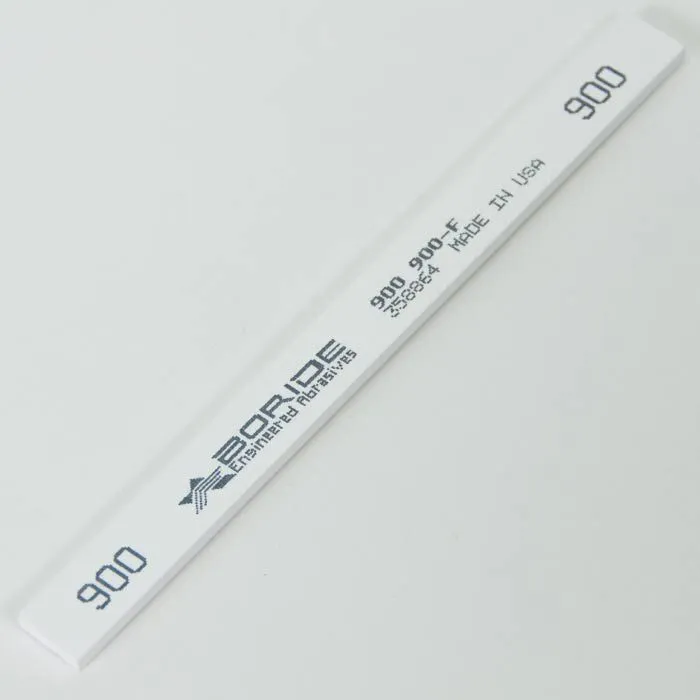 900
BORIDE
Engineered Abrasives
900 900-F
358864 MADE IN USA
900